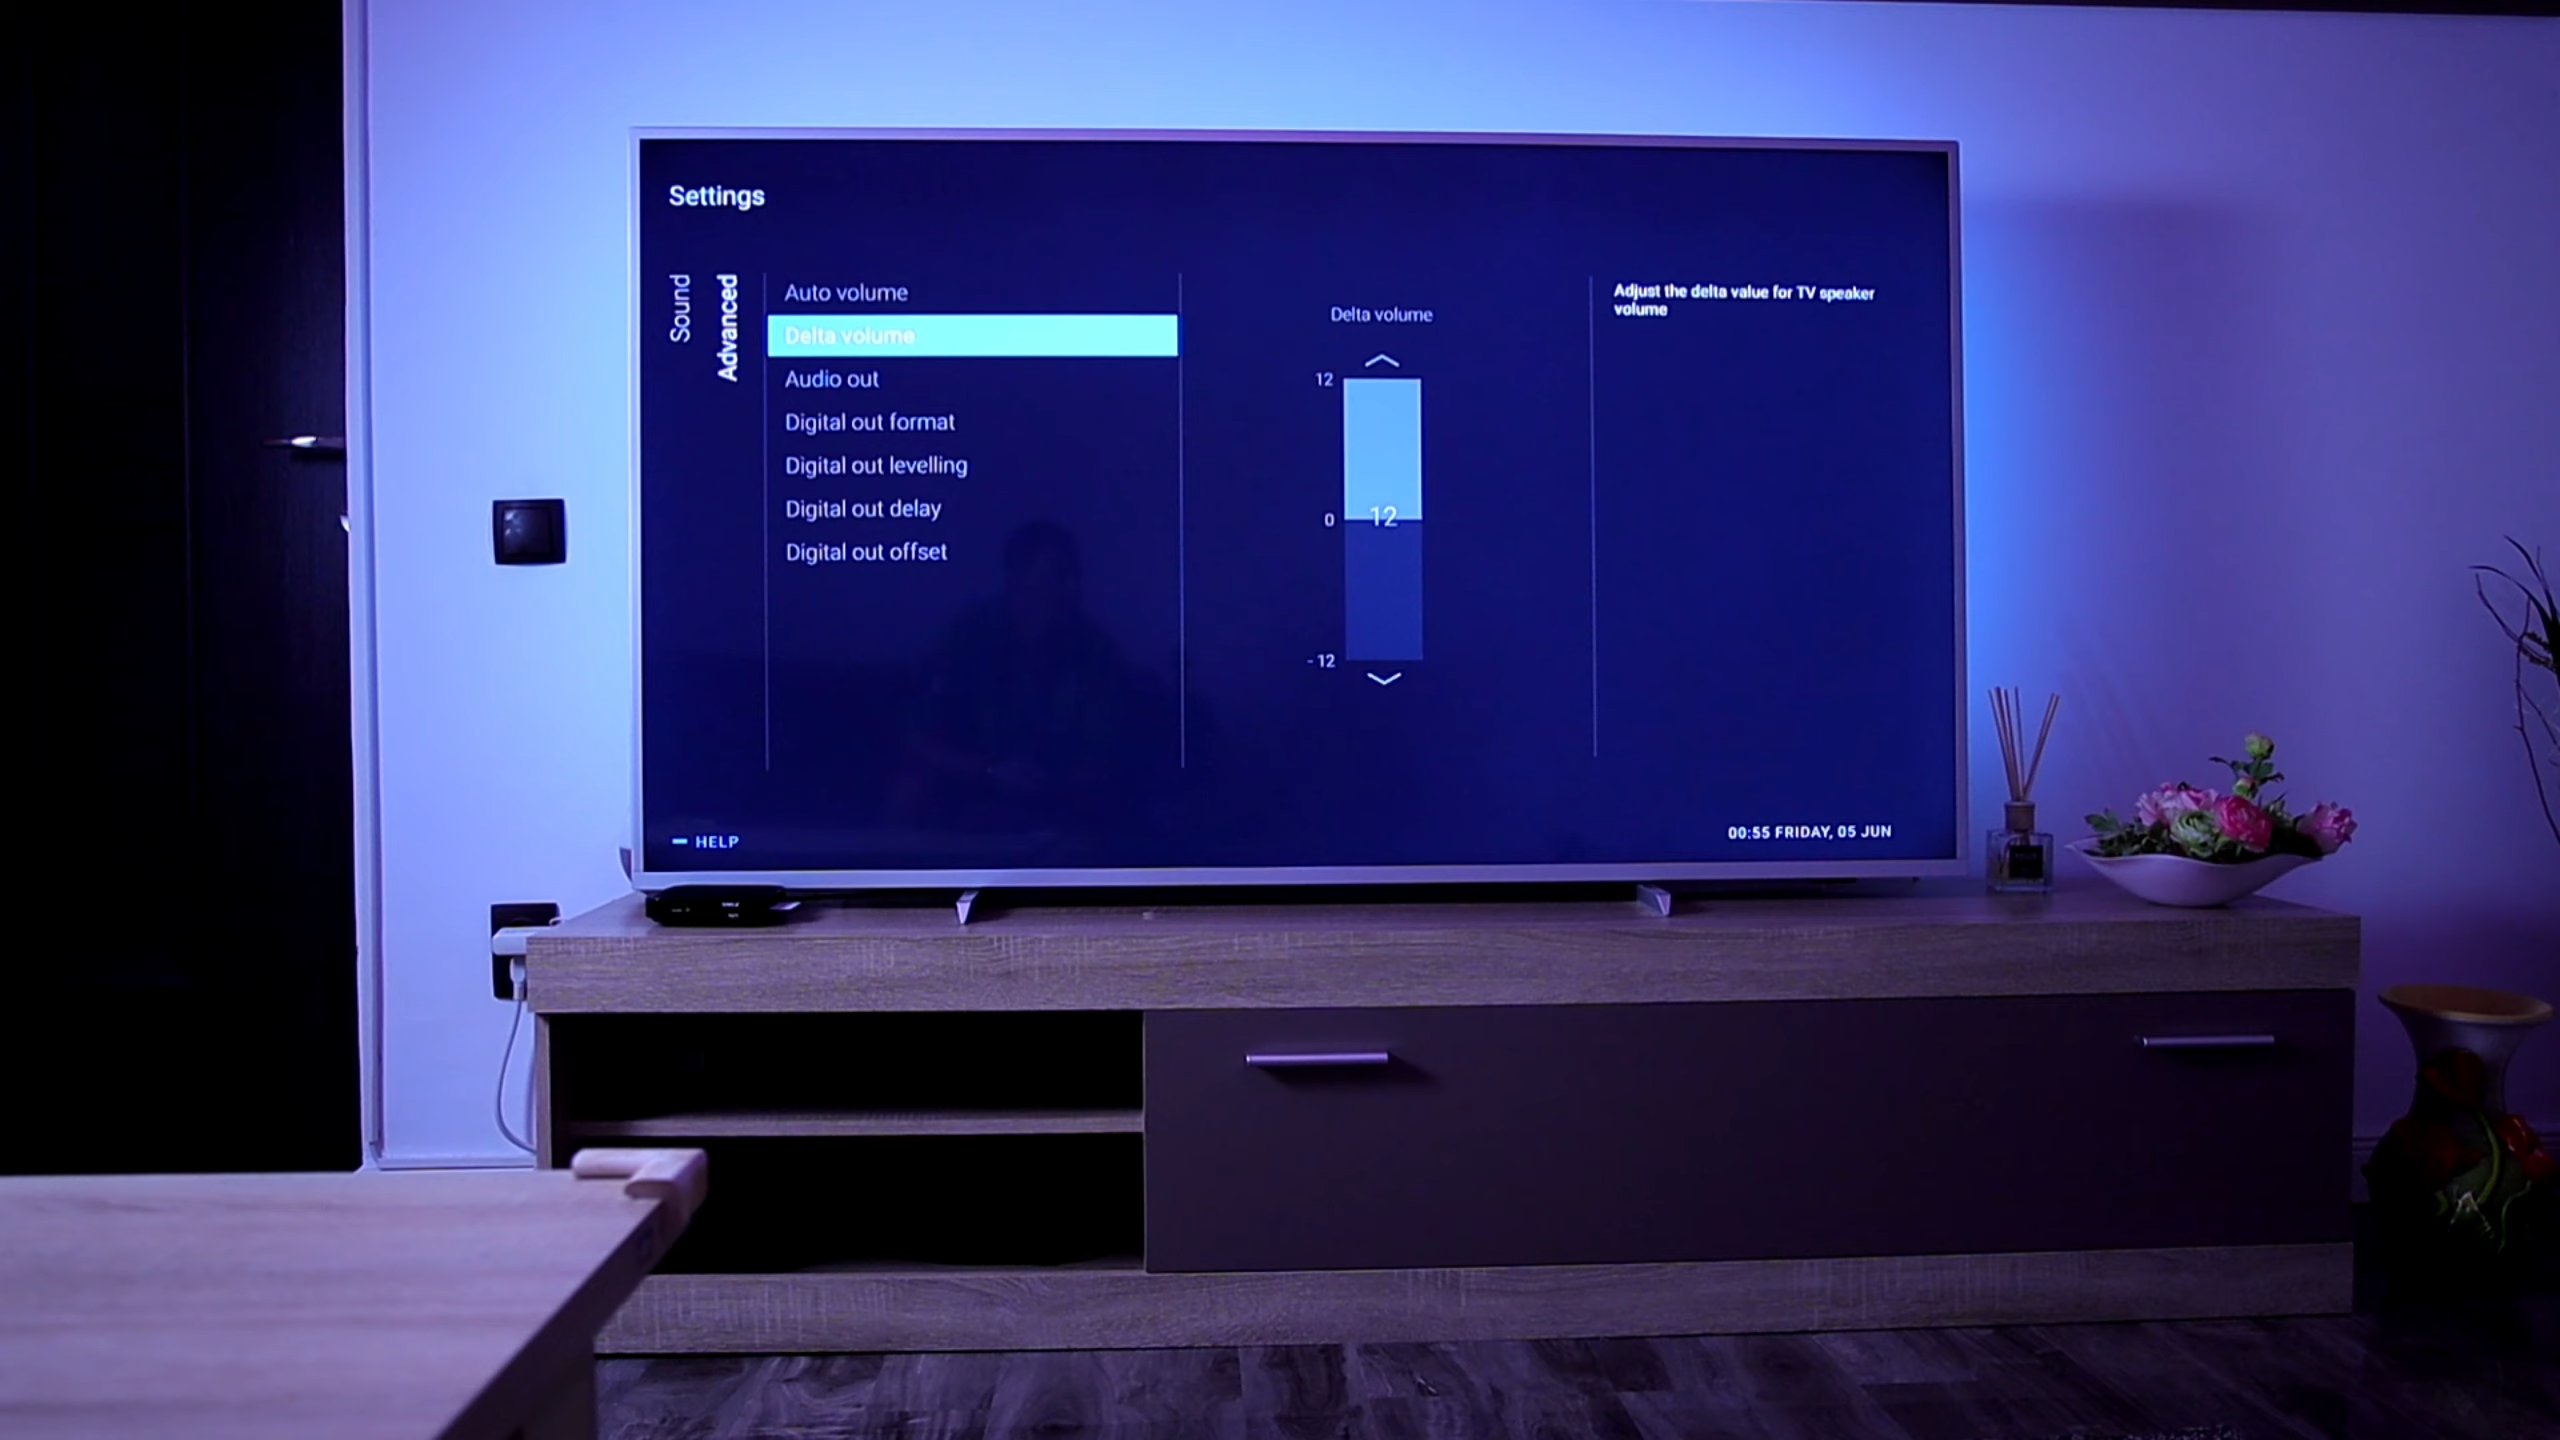 Settings
Sound
Advanced
Auto volume
Delta volume
Audio out
Digital out format
Digital out levelling
Digital out delay
Digital out offset
Delta volume
12
0
12
- 12
Adjust the delta value for TV speaker
volume
HELP
00:55 FRIDAY, 05 JUN